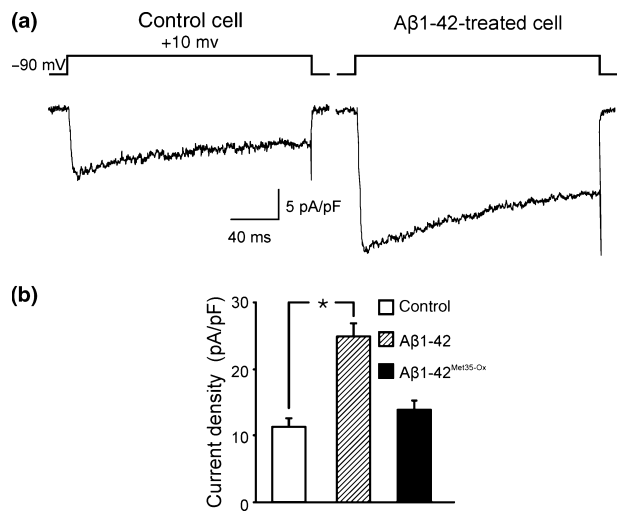 (a)
Control cell
Aβ1-42-treated cell
+10 mv
−90 mV
5 pA/pF
40 ms
(b)
Current density (pA/pF)
30
20
10
0
*
Control
Aβ1-42
Aβ1-42Met35-Ox